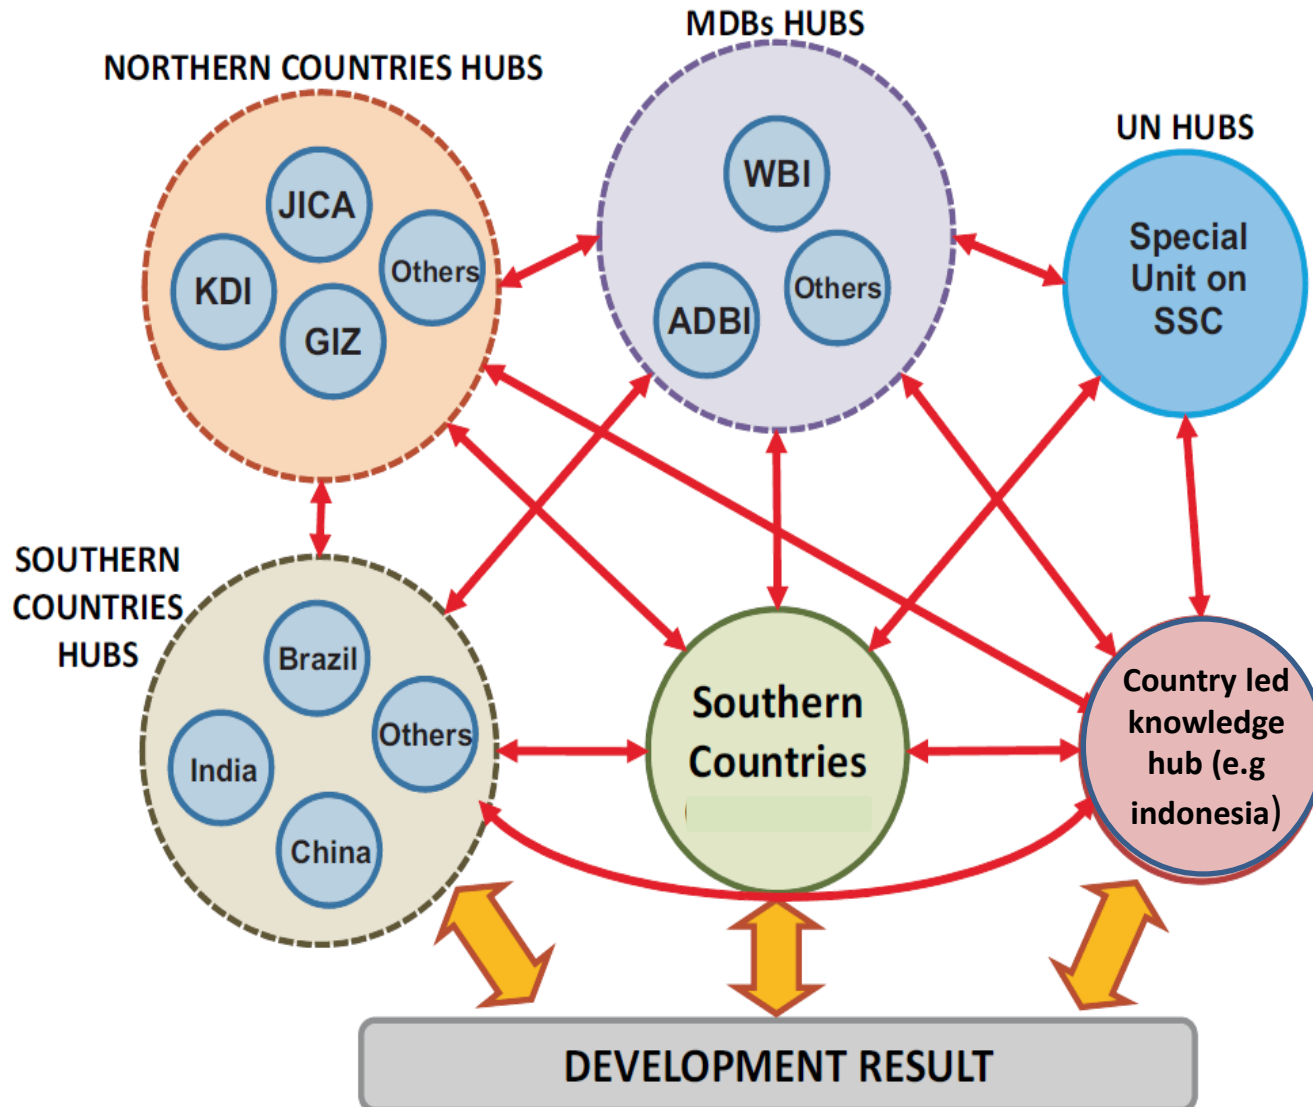 MDBs HUBS
NORTHERN COUNTRIES HUBS
UN HUBS
JICA
KDI
Others
GIZ
WBI
Others
ADBI
Special
Unit on
SSC
SOUTHERN
COUNTRIES
HUBS
Brazil
Others
India
China
Southern
Countries
Country led
knowledge
hub (e.g
indonesia)
DEVELOPMENT RESULT